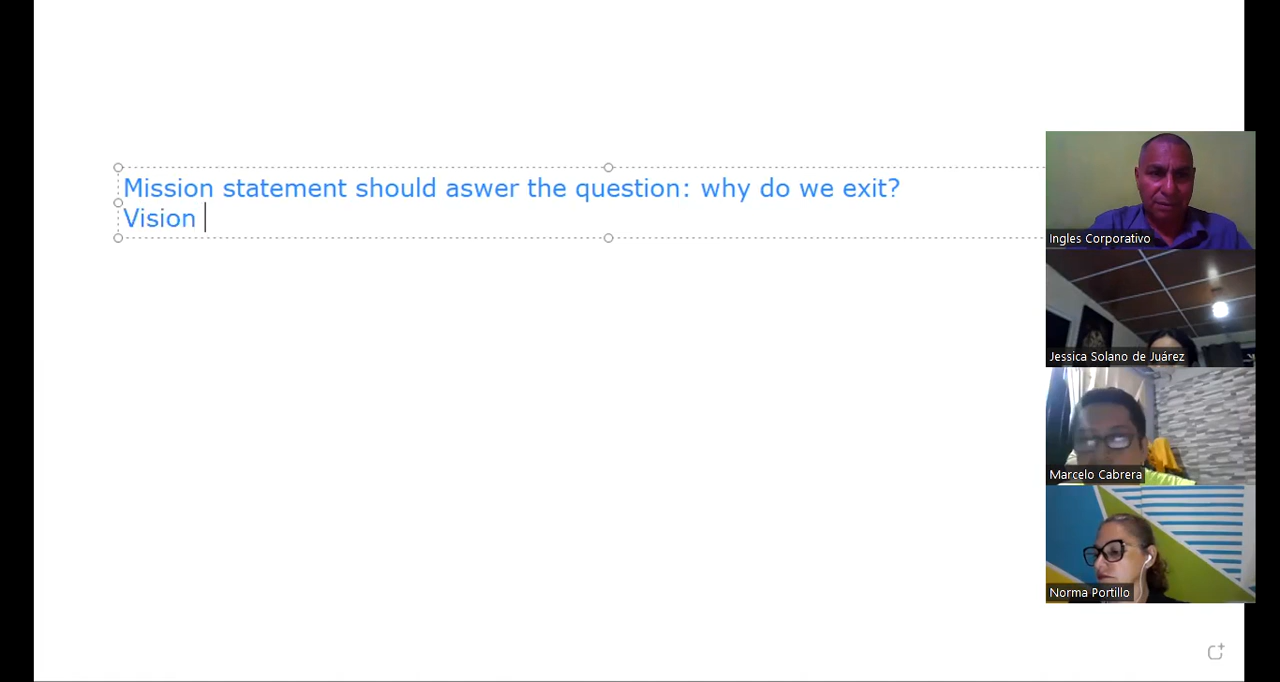 Mission statement should aswer the question: why do we exit?
Vision
Ingles Corporativo
Jessica Solano de Juárez
Marcelo Cabrera
Norma Portillo